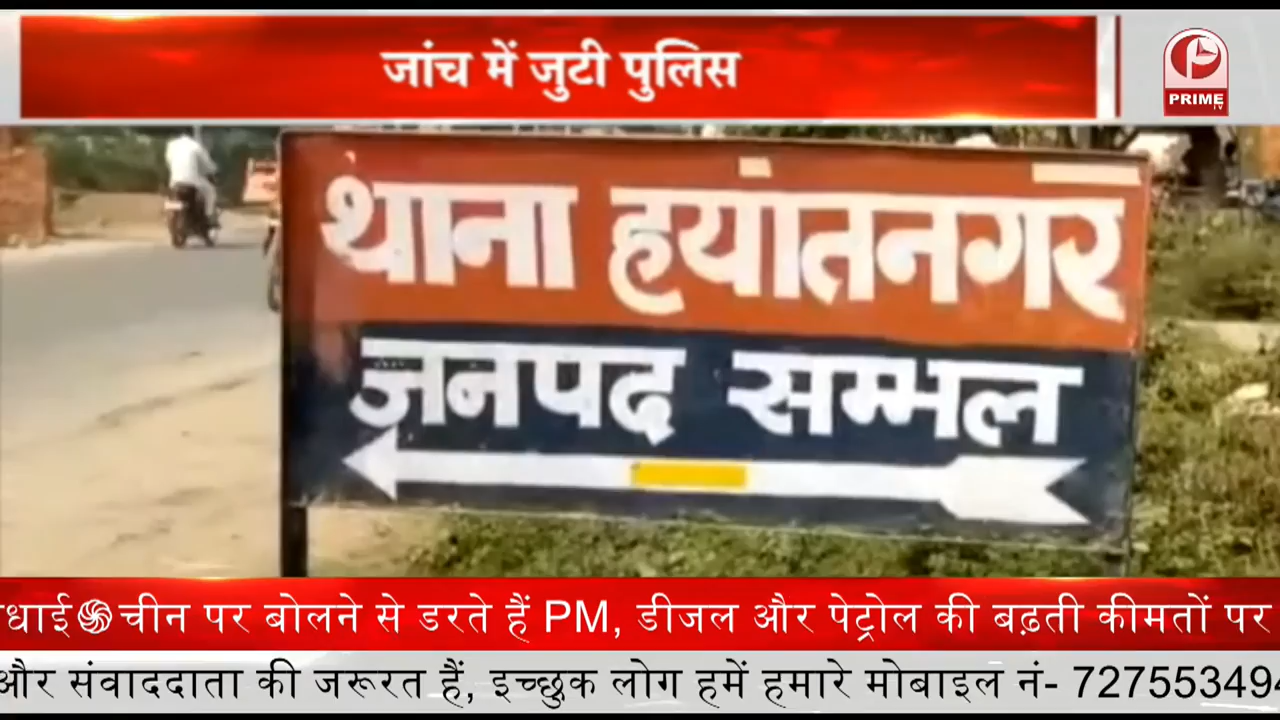 जांच में जुटी पुलिस
PRIME
TV
थाना हयातनगर
जनपद सम्भल
चीन पर बोलने से डरते हैं PM, डीजल और पेट्रोल की बढ़ती कीमतों पर
और संवाददाता की जरूरत हैं, इच्छुक लोग हमें हमारे मोबाइल नं- 727553494